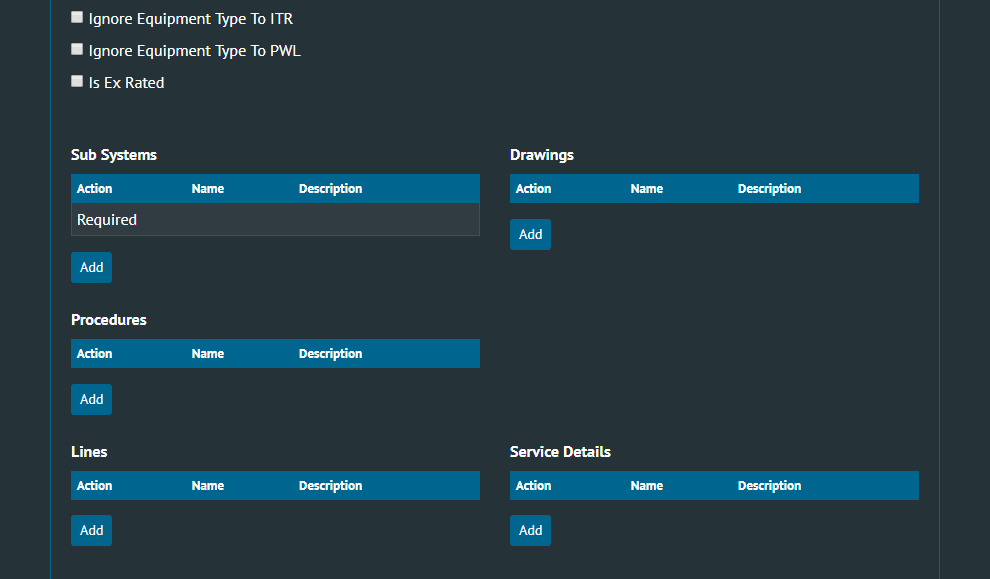 Ignore Equipment Type To ITR
Ignore Equipment Type To PWL
Is Ex Rated
Sub Systems
Action Name Description
Required
Add
Drawings
Action Name Description
Add
Procedures
Action Name Description
Add
Lines
Action Name Description
Add
Service Details
Action Name Description
Add